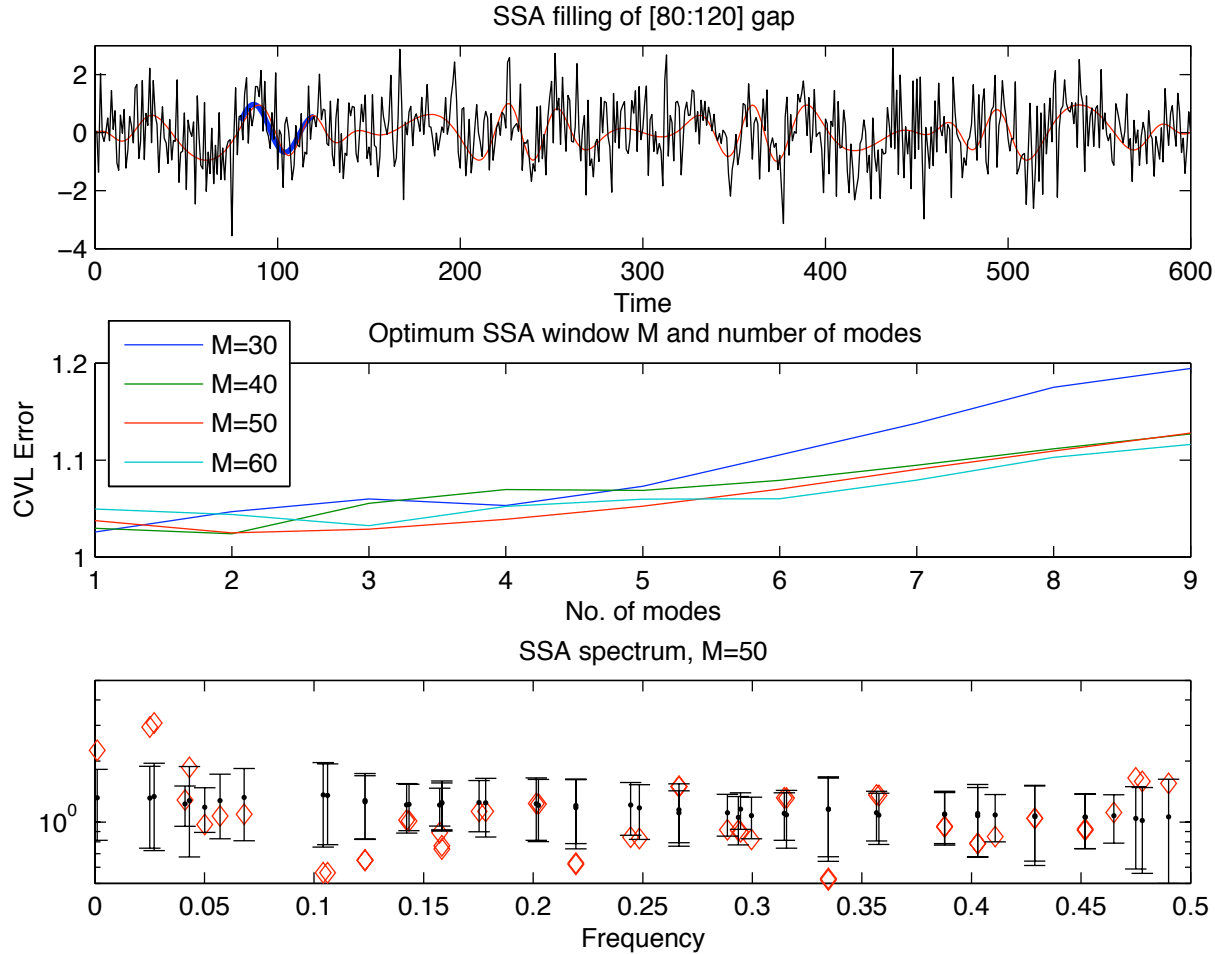 SSA filling of [80:120] gap
2
0
−2
−4
0 100 200 300 400 500 600
Time
Optimum SSA window M and number of modes
M=30
M=40
M=50
M=60
1.2
1.1
1
CVL Error
1 2 3 4 5 6 7 8 9
No. of modes
SSA spectrum, M=50
10^0
0 0.05 0.1 0.15 0.2 0.25 0.3 0.35 0.4 0.45 0.5
Frequency